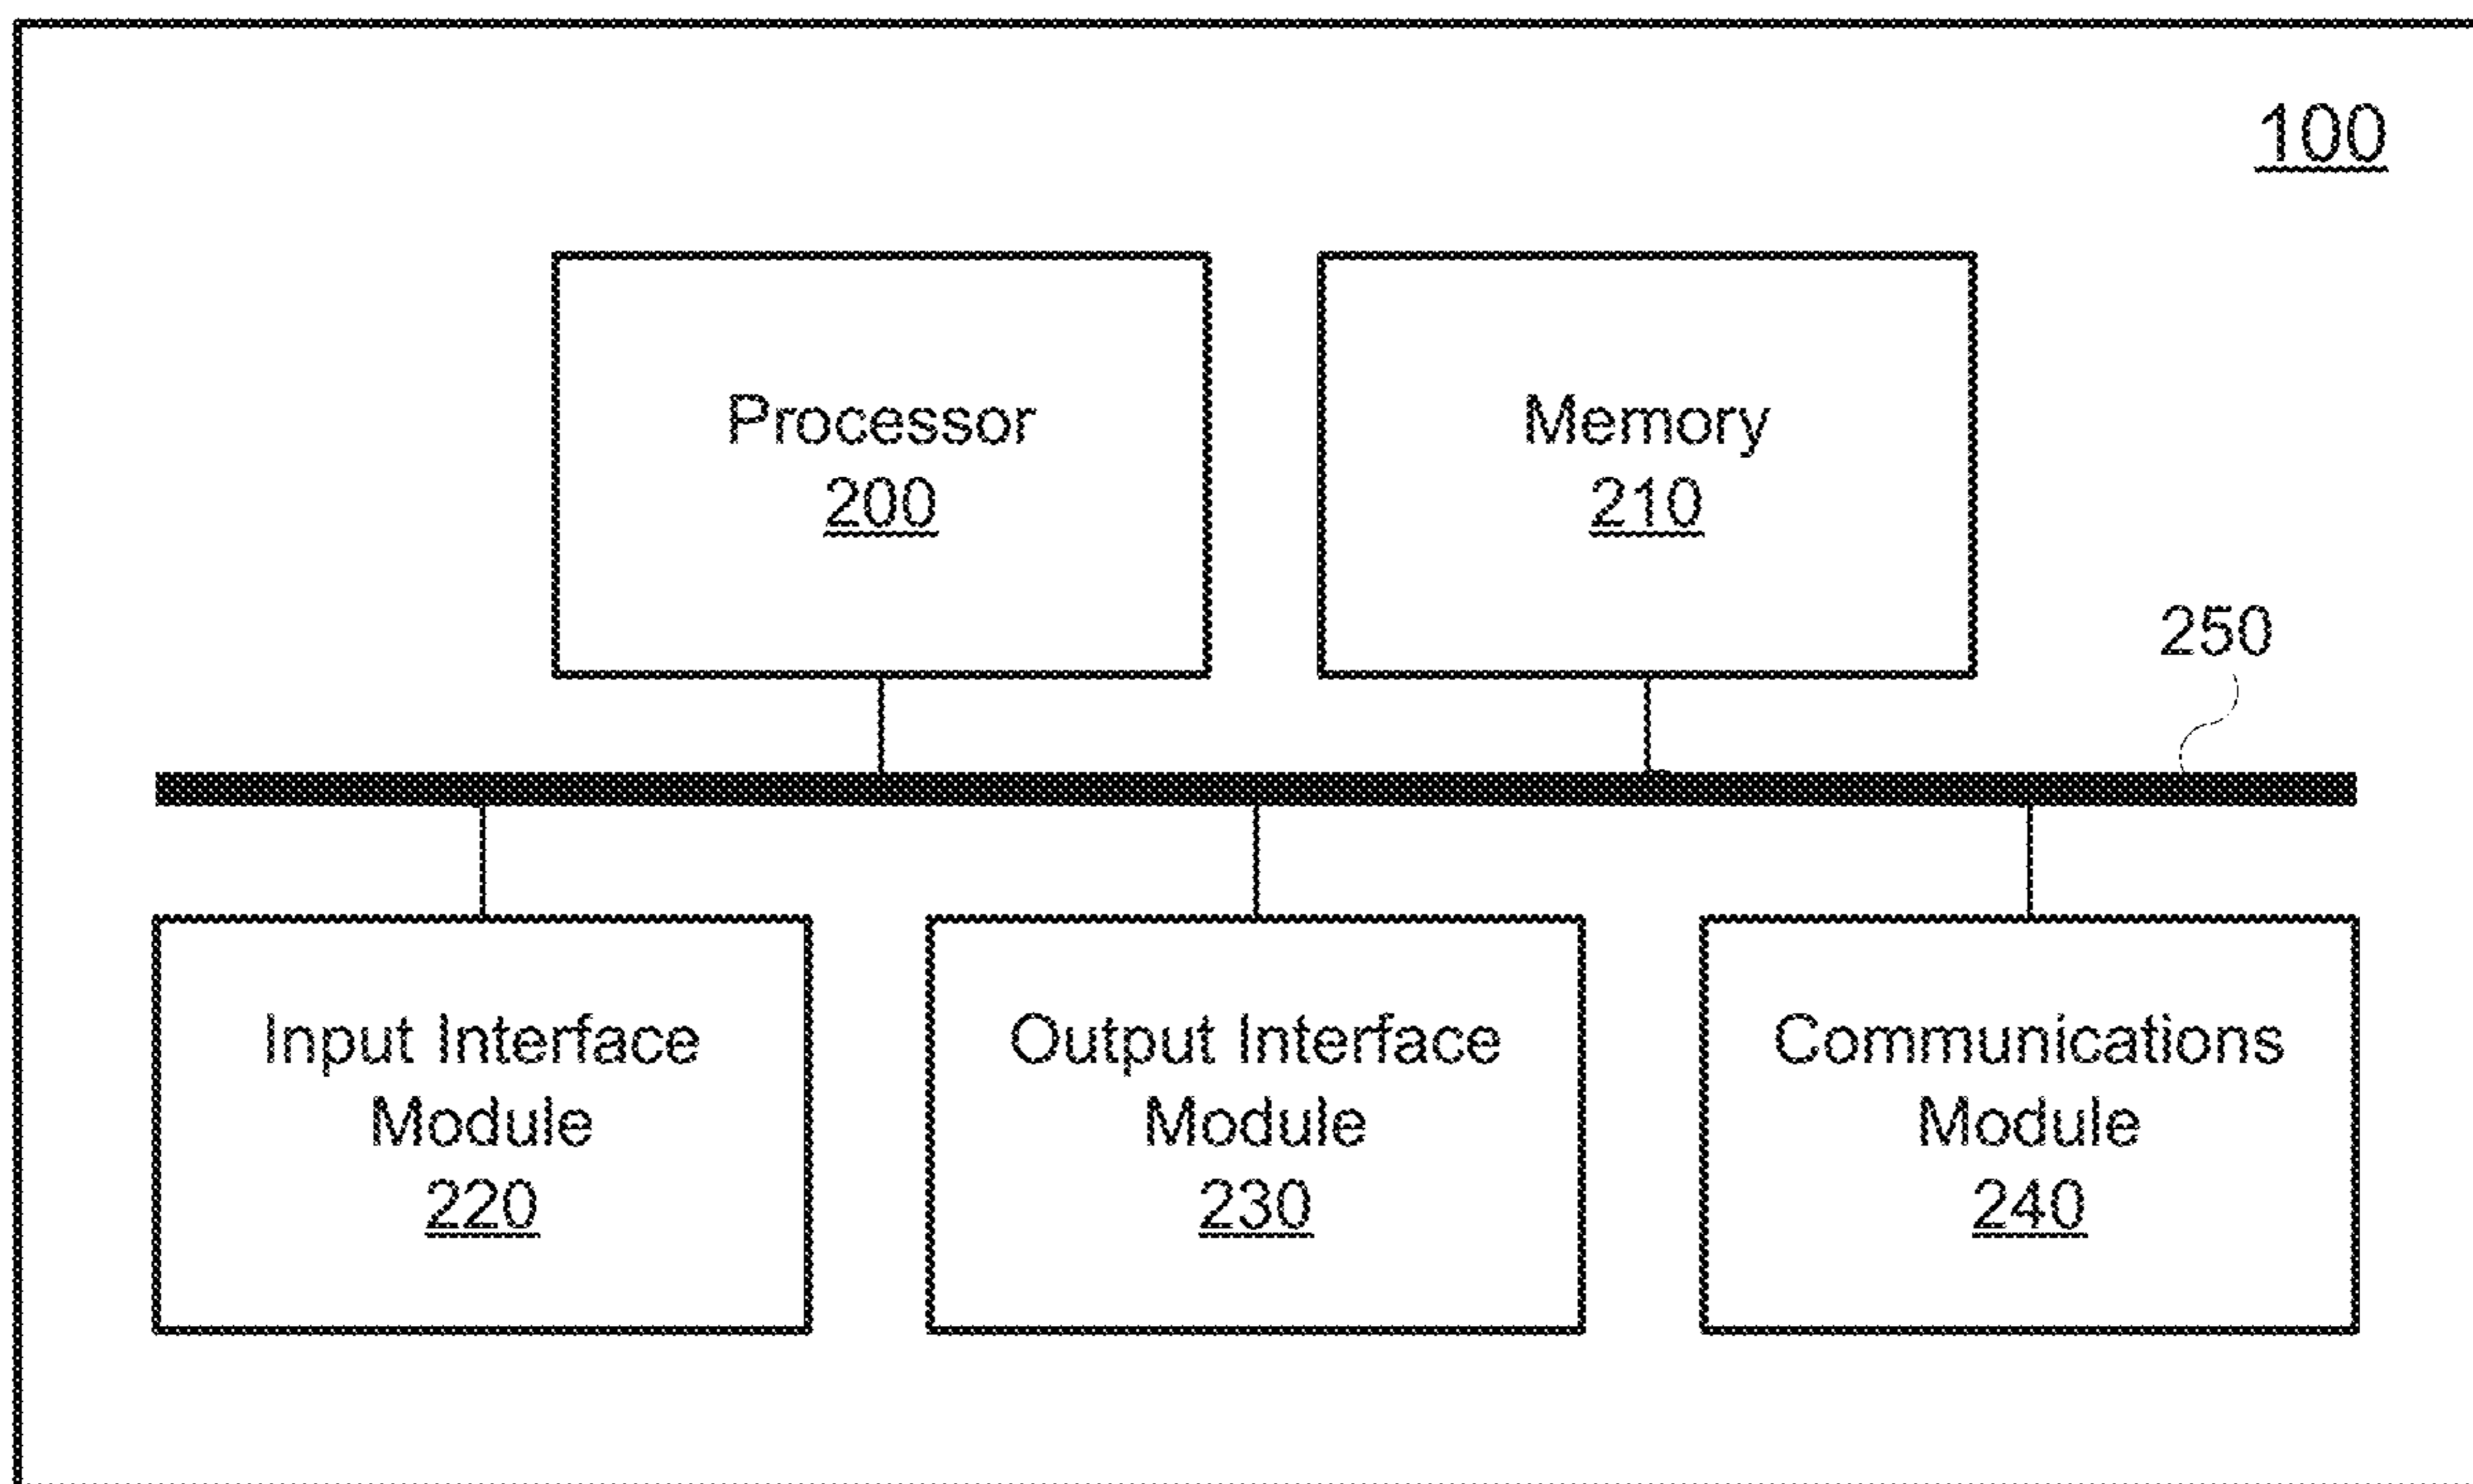 100
Processor
200
Memory
210
250
Input Interface
Module
220
Output Interface
Module
230
Communications
Module
240